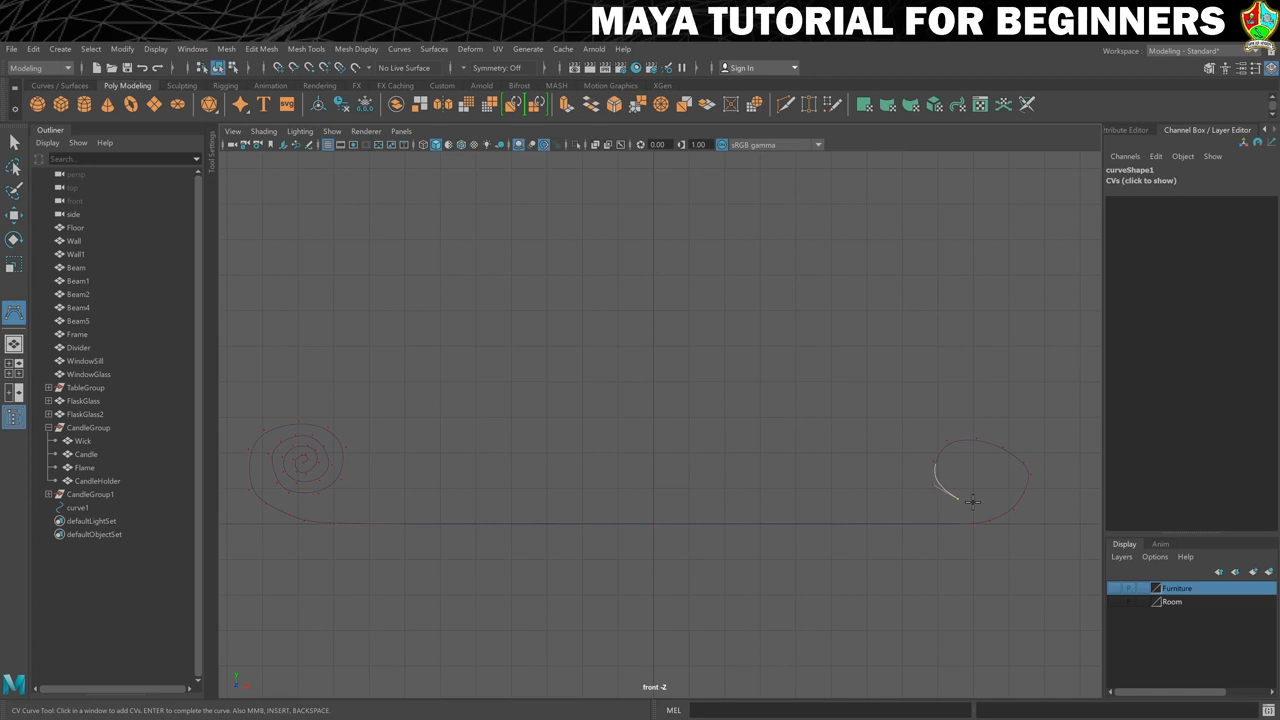 MAYA TUTORIAL FOR BEGINNERS
File Edit Create Select Modify Display Windows Mesh Edit Mesh Mesh Tools Mesh Display Curves Surfaces Deform UV Generate Cache Arnold Help
Workspace : Modeling - Standard*
Modeling
No Live Surface
Symmetry: Off
Sign In
Curves / Surfaces Poly Modeling Sculpting Rigging Animation Rendering FX FX Caching Custom Arnold Bifrost MASH Motion Graphics XGen
Outliner
Display Show Help
Search...
View Shading Lighting Show Renderer Panels
0.00
1.00
sRGB gamma
Tool Settings
ttribute Editor Channel Box / Layer Editor
Channels Edit Object Show
curveShape1
CVs (click to show)
persp
top
front
side
Floor
Wall
Wall1
Beam
Beam1
Beam2
Beam4
Beam5
Frame
Divider
WindowSill
WindowGlass
TableGroup
FlaskGlass
FlaskGlass2
CandleGroup
Wick
Candle
Flame
CandleHolder
CandleGroup1
curve1
defaultLightSet
defaultObjectSet
front -Z
Display Anim
Layers Options Help
P Furniture
Room
CV Curve Tool: Click in a window to add CVs. ENTER to complete the curve. Also MMB, INSERT, BACKSPACE.
MEL